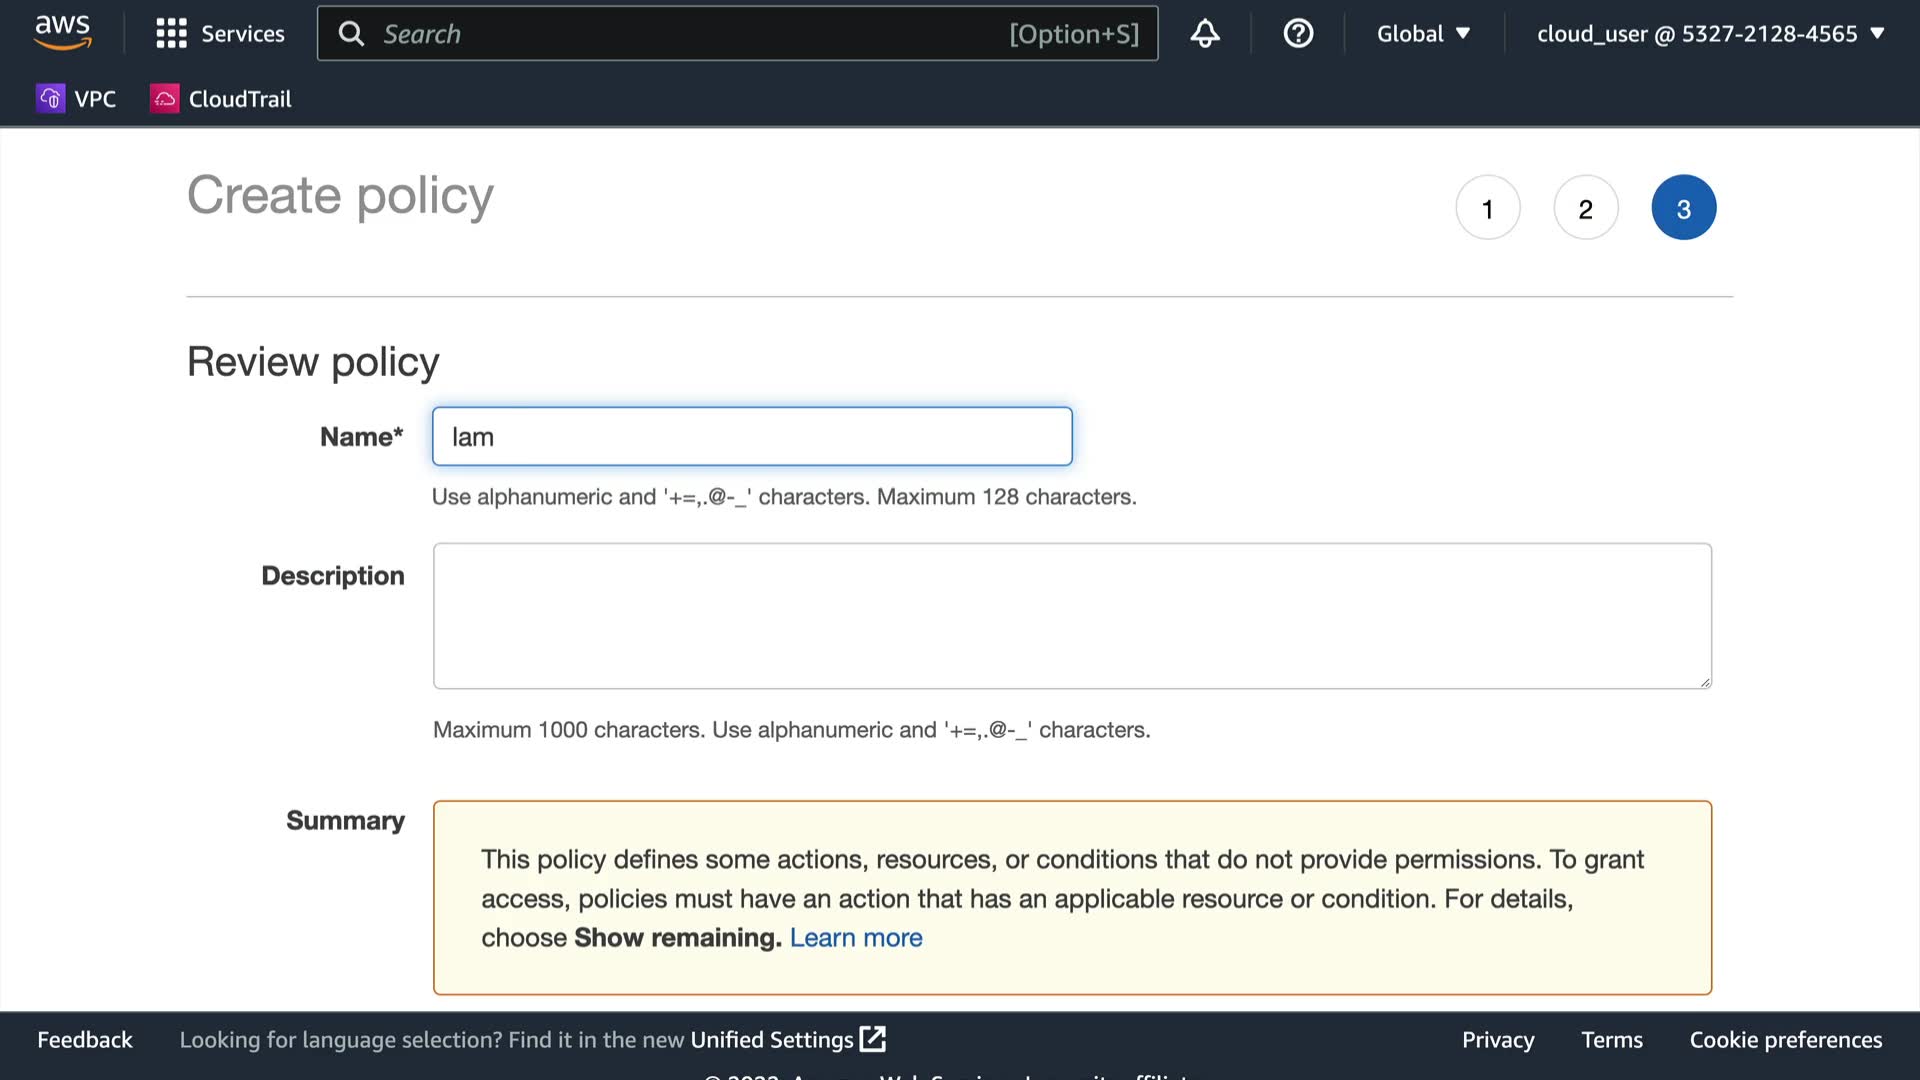 aws
Services
Search
[Option+S]
Global
cloud_user @ 5327-2128-4565
VPC
CloudTrail
Create policy
1
2
3
Review policy
Name*
lam
Use alphanumeric and '+=,.@-_' characters. Maximum 128 characters.
Description
Maximum 1000 characters. Use alphanumeric and '+=,.@-_' characters.
Summary
This policy defines some actions, resources, or conditions that do not provide permissions. To grant
access, policies must have an action that has an applicable resource or condition. For details,
choose Show remaining. Learn more
Feedback
Looking for language selection? Find it in the new Unified Settings
Privacy
Terms
Cookie preferences